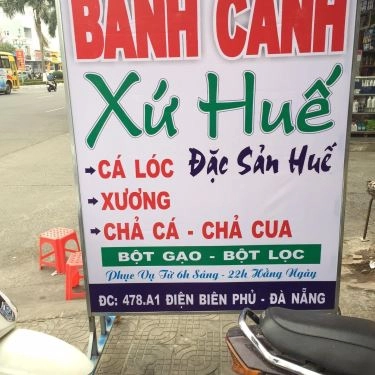 BÁNH CANH
Xứ Huế
CÁ LÓC Đặc Sản Huế
XƯƠNG
CHẢ CÁ - CHẢ CUA
BỘT GẠO - BỘT LỌC
Phục Vụ Từ 6h Sáng - 22h Hằng Ngày
ĐC: 478.A1 ĐIỆN BIÊN PHỦ - ĐÀ NẴNG